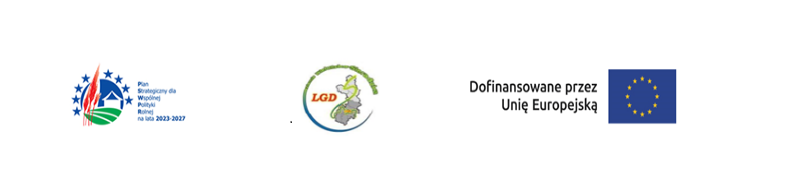 Plan
Strategiczny dla
Wspólnej
Polityki
Rolnej
na lata 2023-2027
LGD
Dofinansowane przez
Unię Europejską